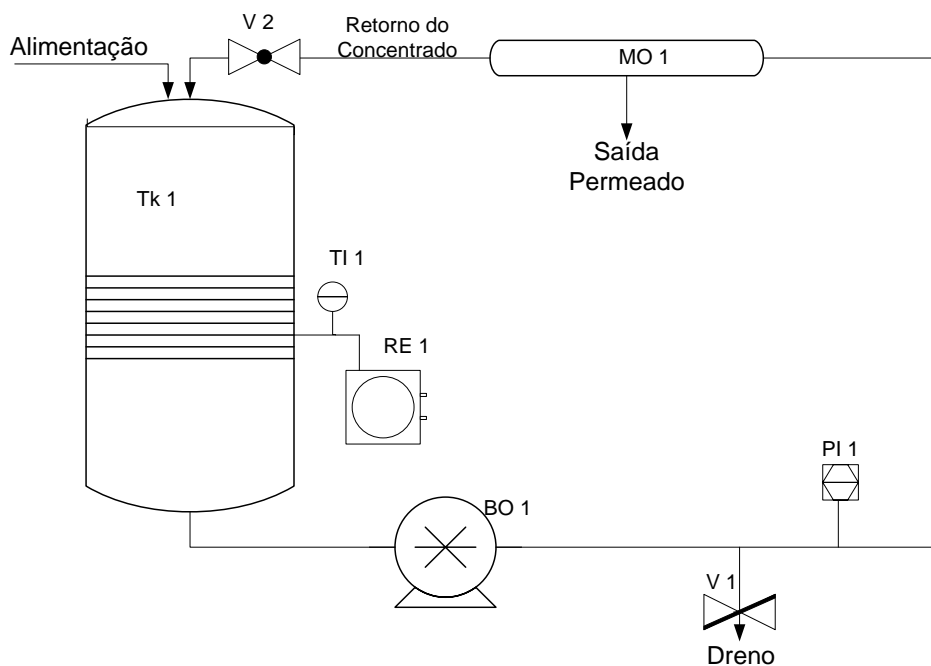 V 2
Retorno do
Concentrado
Alimentação
MO 1
Saída
Permeado
Tk 1
TI 1
RE 1
PI 1
BO 1
V 1
Dreno